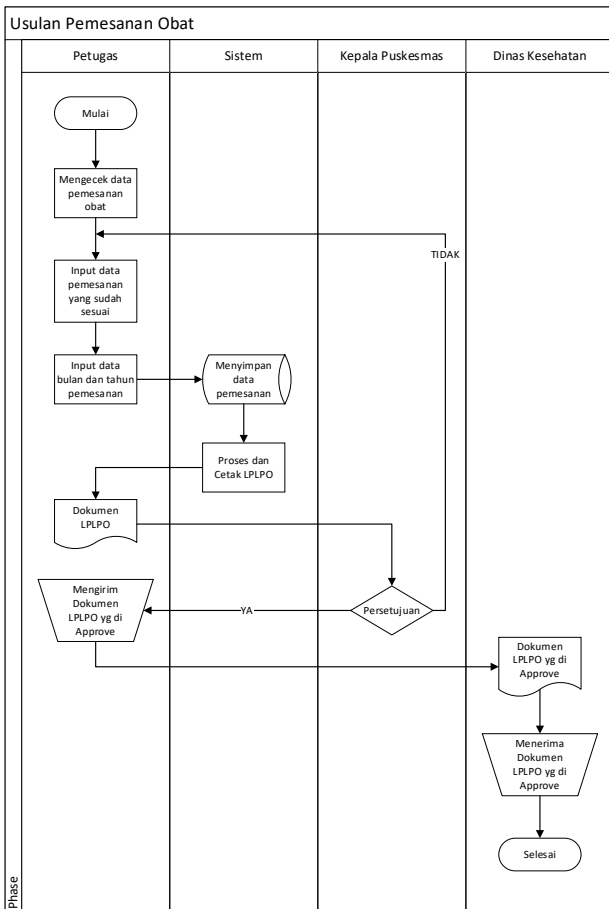 Usulan Pemesanan Obat
Petugas
Sistem
Kepala Puskesmas
Dinas Kesehatan
Mulai
Mengecek data
pemesanan
obat
TIDAK
Input data
pemesanan
yang sudah
sesuai
Input data
bulan dan tahun
pemesanan
Menyimpan
data
pemesanan
Proses dan
Cetak LPLPO
Dokumen
LPLPO
Persetujuan
YA
Mengirim
Dokumen
LPLPO yg di
Approve
Dokumen
LPLPO yg di
Approve
Menerima
Dokumen
LPLPO yg di
Approve
Selesai
Phase